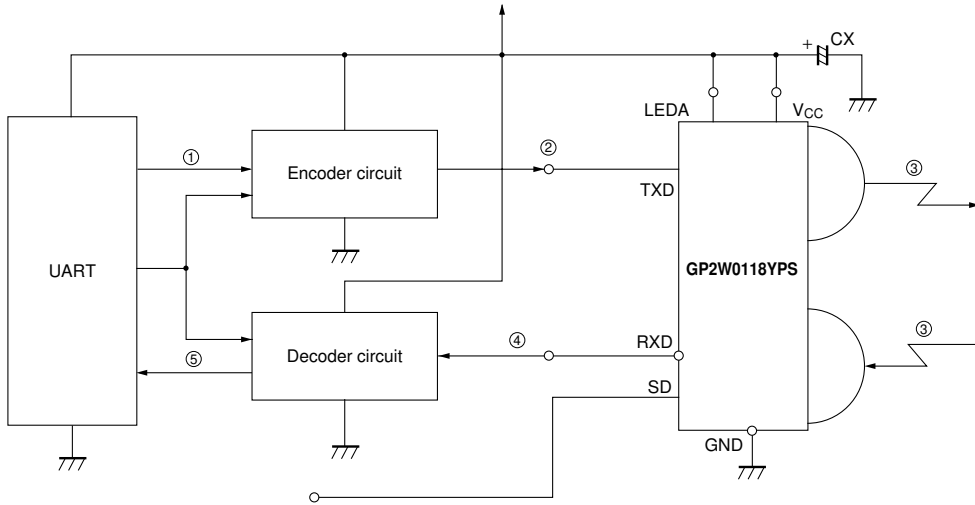 + CX
LEDA
VCC
①
Encoder circuit
②
TXD
③
UART
GP2W0118YPS
Decoder circuit
④
RXD
③
⑤
SD
GND